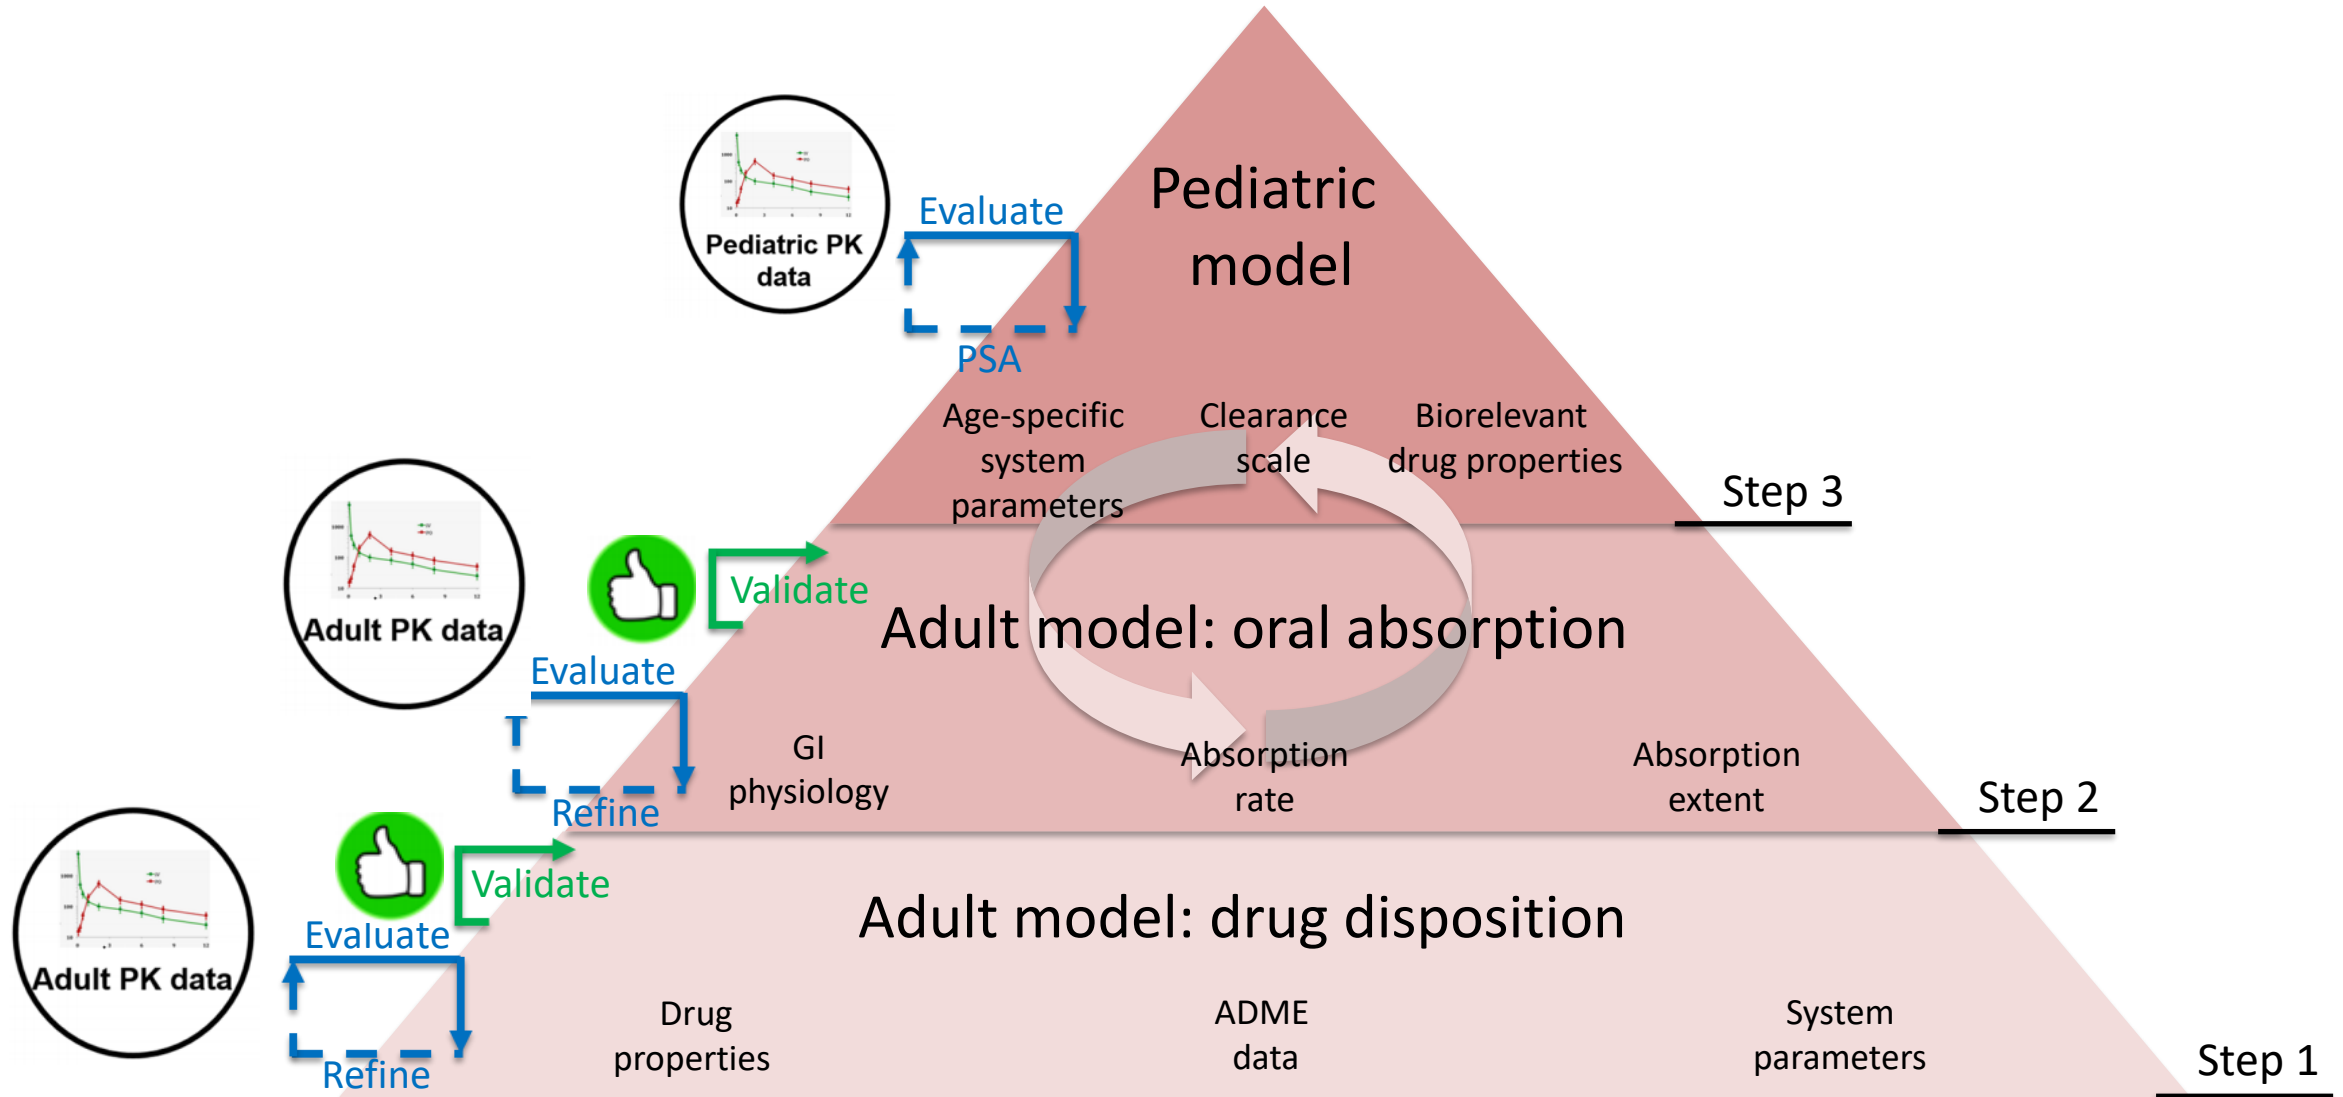 Pediatric
model
Evaluate
PSA
Pediatric PK
data
Age-specific
system
parameters
Clearance
scale
Biorelevant
drug properties
Step 3
Adult PK data
Validate
Adult model: oral absorption
Evaluate
Refine
GI
physiology
Absorption
rate
Absorption
extent
Step 2
Adult PK data
Validate
Adult model: drug disposition
Evaluate
Refine
Drug
properties
ADME
data
System
parameters
Step 1